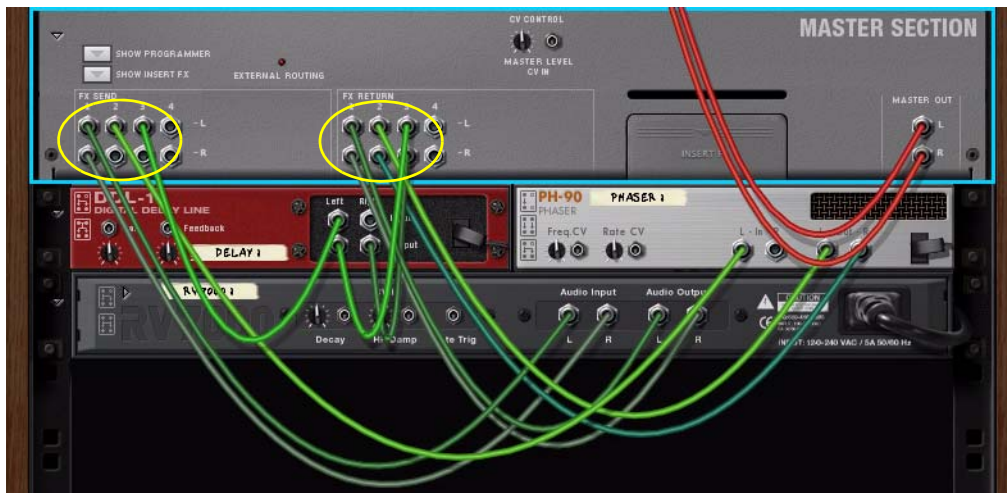 CV CONTROL
MASTER SECTION
SHOW PROGRAMMER
SHOW INSERT FX
EXTERNAL ROUTING
MASTER LEVEL
CV IN
FX SEND
1 2 3 4
-L
-R
FX RETURN
1 2 3 4
-L
-R
INSERT
MASTER OUT
L
R
DIGITAL DELAY LINE
Feedback
DELAY 1
Left
PH-90
PHASER
PHASER 1
Freq.CV
Rate CV
L - In
R
RV7000 1
Decay
Audio Input
L
R
Audio Output
L
R
CAUTION
INPUT: 120-240 VAC / 5A 50/60 Hz